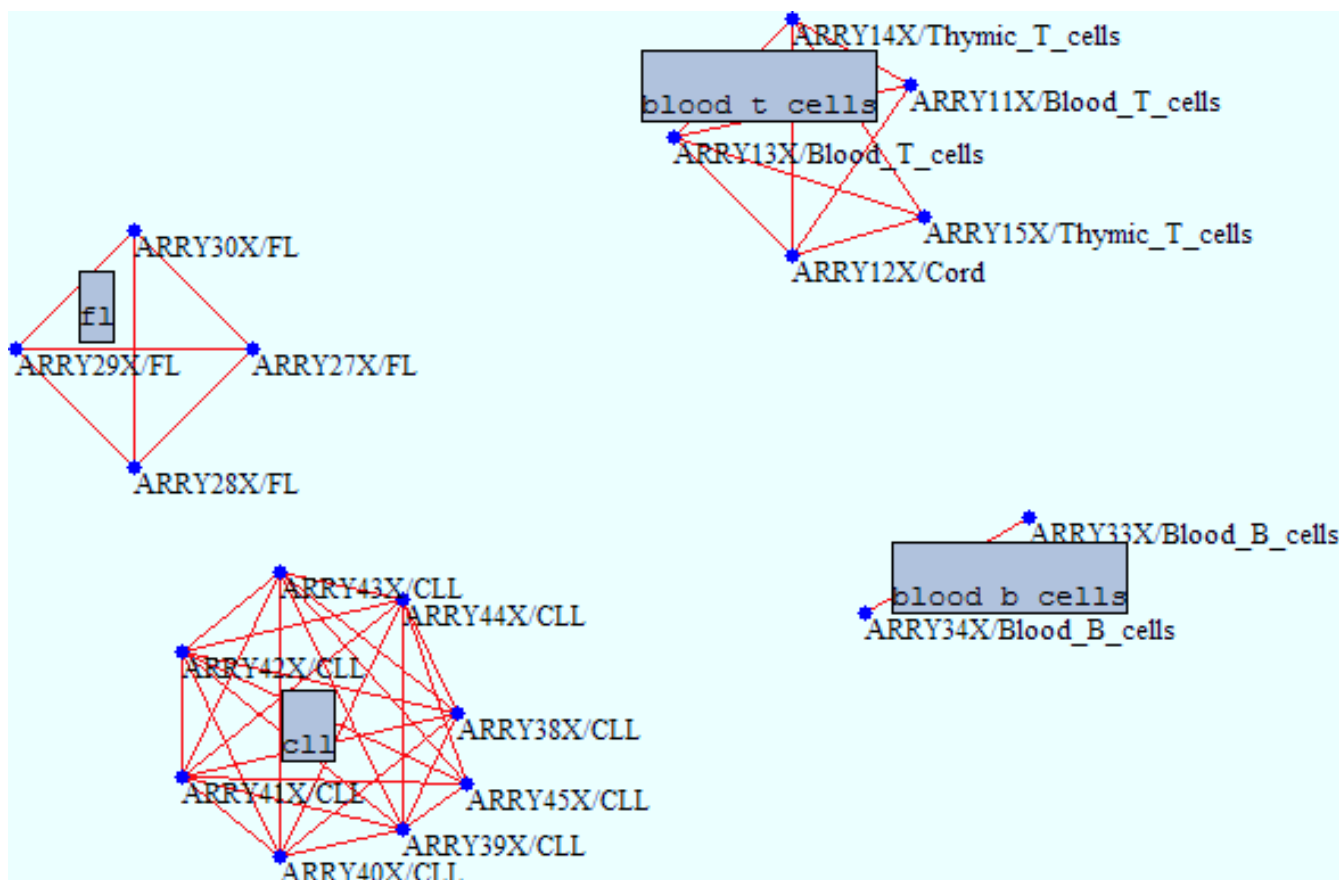 ARRY14X/Thymic_T_cells
blood t cells
ARRY11X/Blood_T_cells
ARRY13X/Blood_T_cells
ARRY15X/Thymic_T_cells
ARRY12X/Cord
ARRY30X/FL
fl
ARRY29X/FL
ARRY27X/FL
ARRY28X/FL
ARRY33X/Blood_B_cells
blood b cells
ARRY34X/Blood_B_cells
ARRY43X/CLL
ARRY44X/CLL
ARRY42X/CLL
ARRY38X/CLL
cll
ARRY41X/CLL
ARRY45X/CLL
ARRY39X/CLL
ARRY40X/CLL